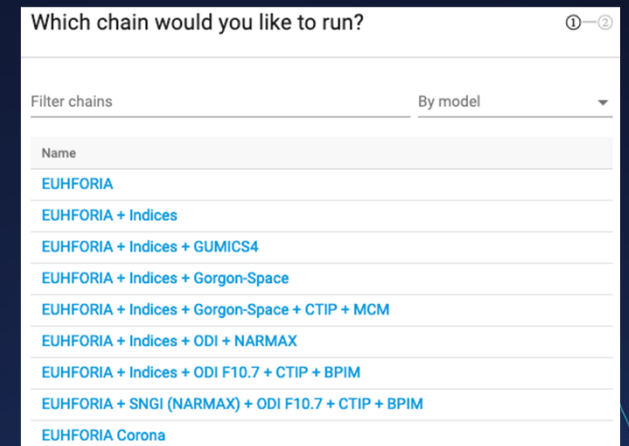 Which chain would you like to run?
①—②
Filter chains
By model
Name
EUHFORIA
EUHFORIA + Indices
EUHFORIA + Indices + GUMICS4
EUHFORIA + Indices + Gorgon-Space
EUHFORIA + Indices + Gorgon-Space + CTIP + MCM
EUHFORIA + Indices + ODI + NARMAX
EUHFORIA + Indices + ODI F10.7 + CTIP + BPIM
EUHFORIA + SNGI (NARMAX) + ODI F10.7 + CTIP + BPIM
EUHFORIA Corona